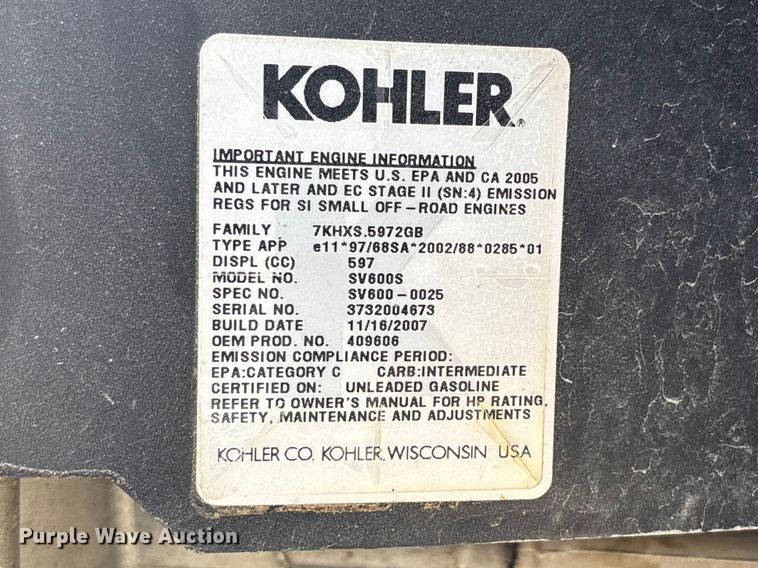 KOHLER®
IMPORTANT ENGINE INFORMATION
THIS ENGINE MEETS U.S. EPA AND CA 2005
AND LATER AND EC STAGE II (SN:4) EMISSION
REGS FOR SI SMALL OFF-ROAD ENGINES
FAMILY 7KHXS.5972GB
TYPE APP e11*97/68SA*2002/88*0285*01
DISPL (CC) 597
MODEL NO. SV600S
SPEC NO. SV600-0025
SERIAL NO. 3732004673
BUILD DATE 11/16/2007
OEM PROD. NO. 409606
EMISSION COMPLIANCE PERIOD:
EPA:CATEGORY C CARB:INTERMEDIATE
CERTIFIED ON: UNLEADED GASOLINE
REFER TO OWNER'S MANUAL FOR HP RATING,
SAFETY, MAINTENANCE AND ADJUSTMENTS
KOHLER CO. KOHLER, WISCONSIN USA
Purple Wave Auction